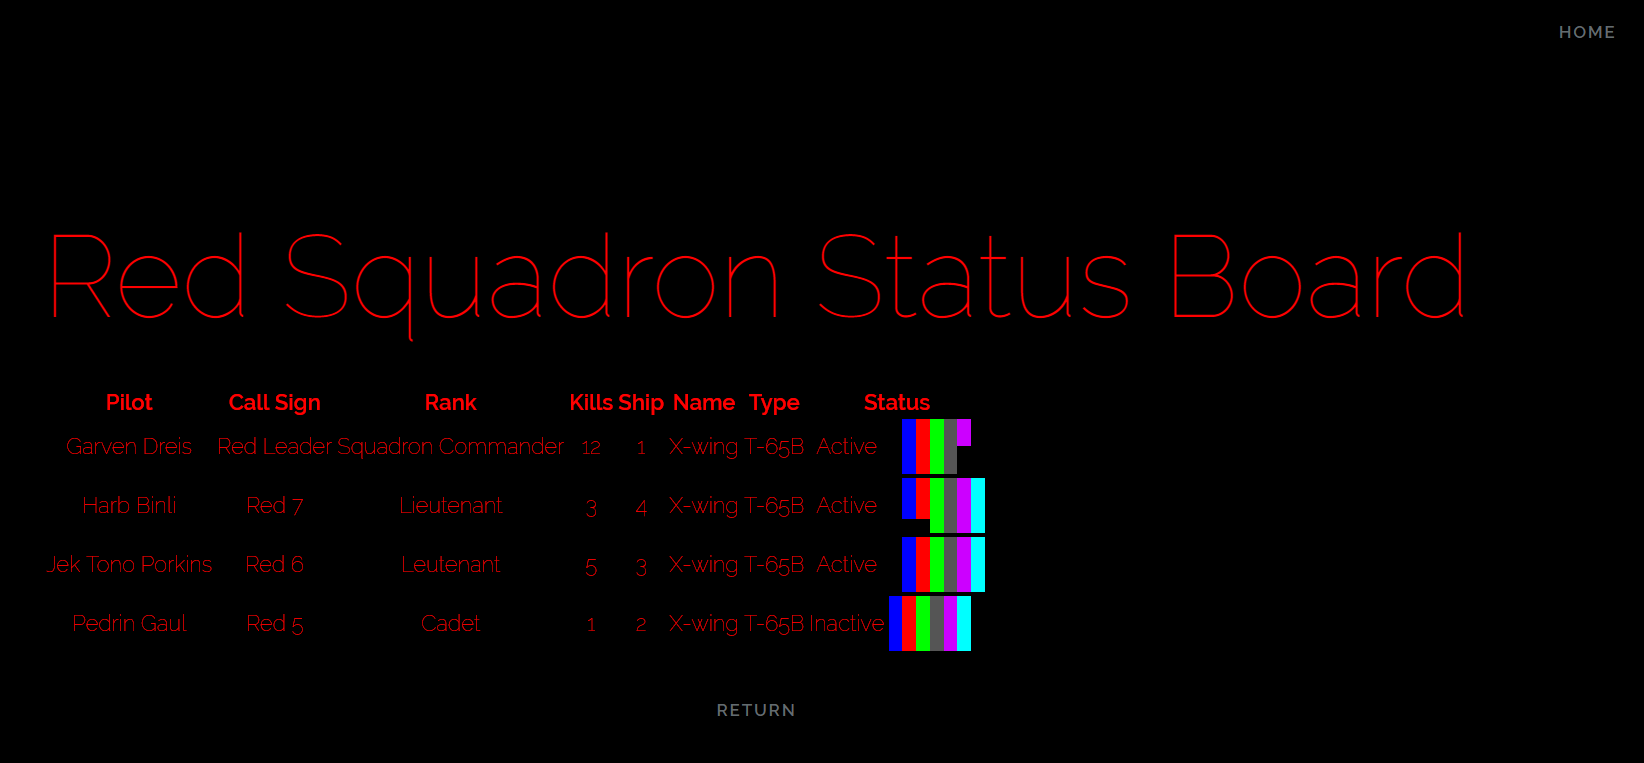 HOME
Red Squadron Status Board
Pilot Call Sign Rank Kills Ship Name Type Status
Garven Dreis Red Leader Squadron Commander 12 1 X-wing T-65B Active
Harb Binli Red 7 Lieutenant 3 4 X-wing T-65B Active
Jek Tono Porkins Red 6 Leutenant 5 3 X-wing T-65B Active
Pedrin Gaul Red 5 Cadet 1 2 X-wing T-65B Inactive
RETURN